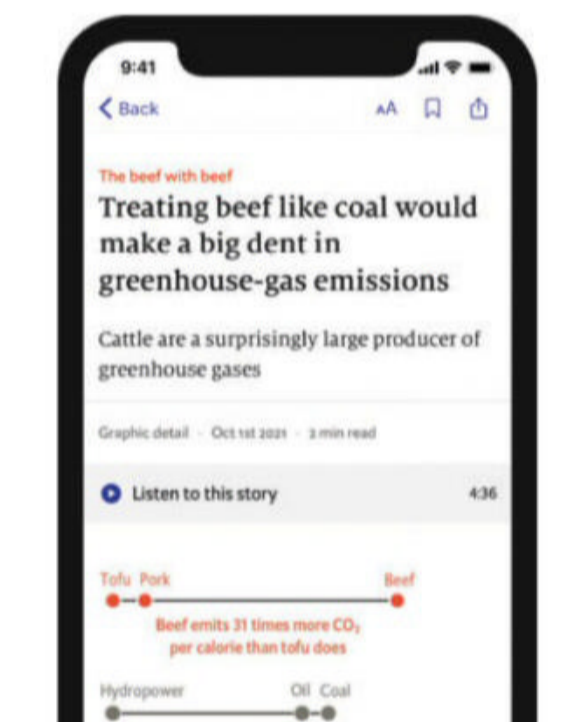 9:41
Back
AA
The beef with beef
Treating beef like coal would
make a big dent in
greenhouse-gas emissions
Cattle are a surprisingly large producer of
greenhouse gases
Graphic detail · Oct 1st 2021 · min read
Listen to this story
4:36
Tofu Pork Beef
Beef emits 31 times more CO₂
per calorie than tofu does
Hydropower Oil Coal